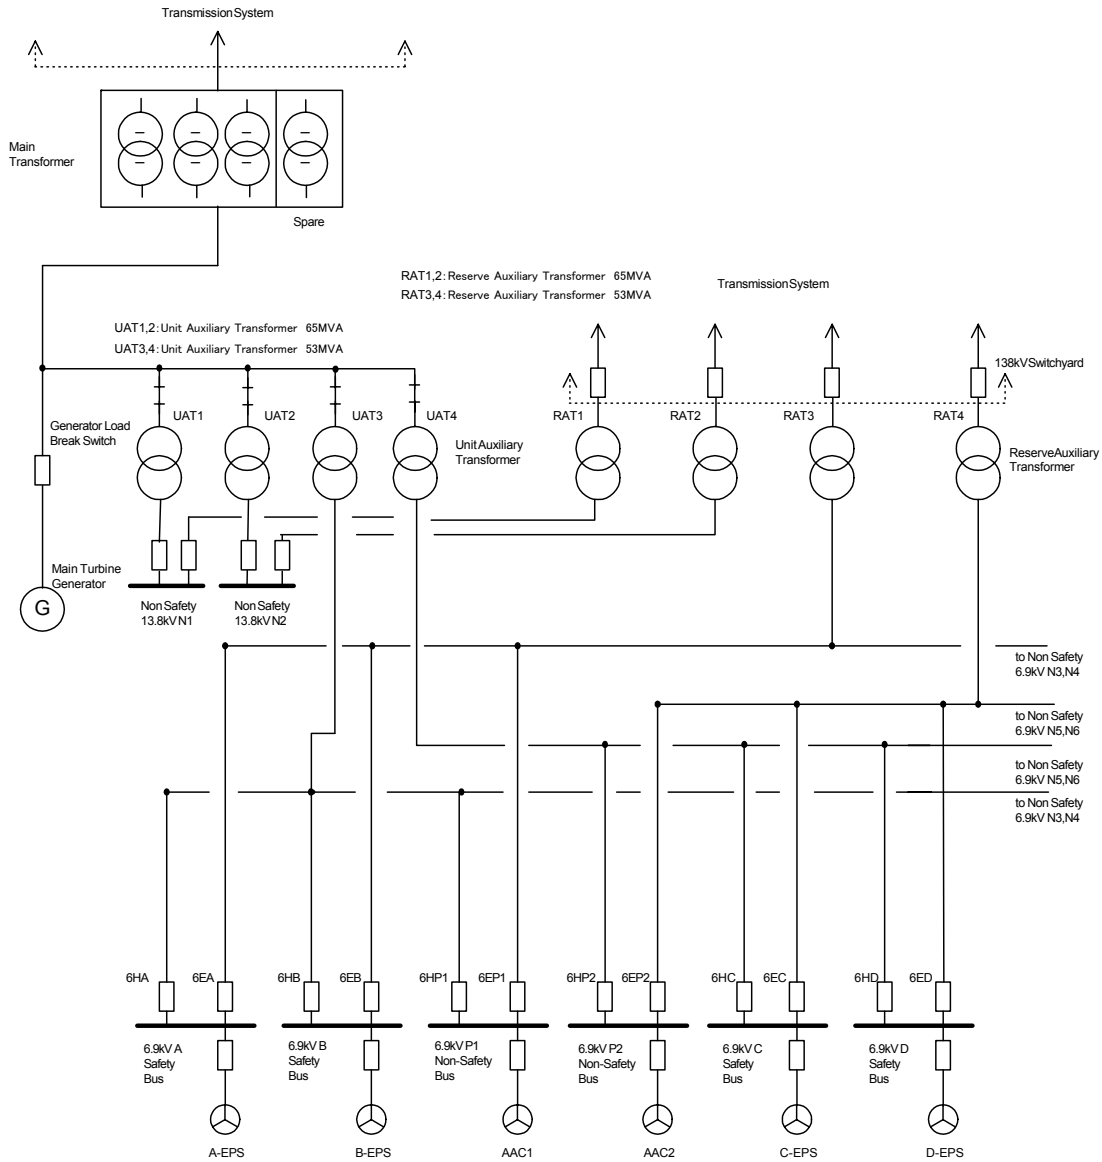 Transmission System
Main
Transformer
Spare
RAT1,2:Reserve Auxiliary Transformer 65MVA
RAT3,4:Reserve Auxiliary Transformer 53MVA
Transmission System
UAT1,2:Unit Auxiliary Transformer 65MVA
UAT3,4:Unit Auxiliary Transformer 53MVA
138kV Switchyard
UAT1
UAT2
UAT3
UAT4
RAT1
RAT2
RAT3
RAT4
Generator Load
Break Switch
Unit Auxiliary
Transformer
Reserve Auxiliary
Transformer
Main Turbine
Generator
G
Non Safety
13.8kV N1
Non Safety
13.8kV N2
to Non Safety
6.9kV N3,N4
to Non Safety
6.9kV N5,N6
to Non Safety
6.9kV N5,N6
to Non Safety
6.9kV N3,N4
6HA
6EA
6HB
6EB
6HP1
6EP1
6HP2
6EP2
6HC
6EC
6HD
6ED
6.9kV A
Safety
Bus
6.9kV B
Safety
Bus
6.9kV P1
Non-Safety
Bus
6.9kV P2
Non-Safety
Bus
6.9kV C
Safety
Bus
6.9kV D
Safety
Bus
A-EPS
B-EPS
AAC1
AAC2
C-EPS
D-EPS